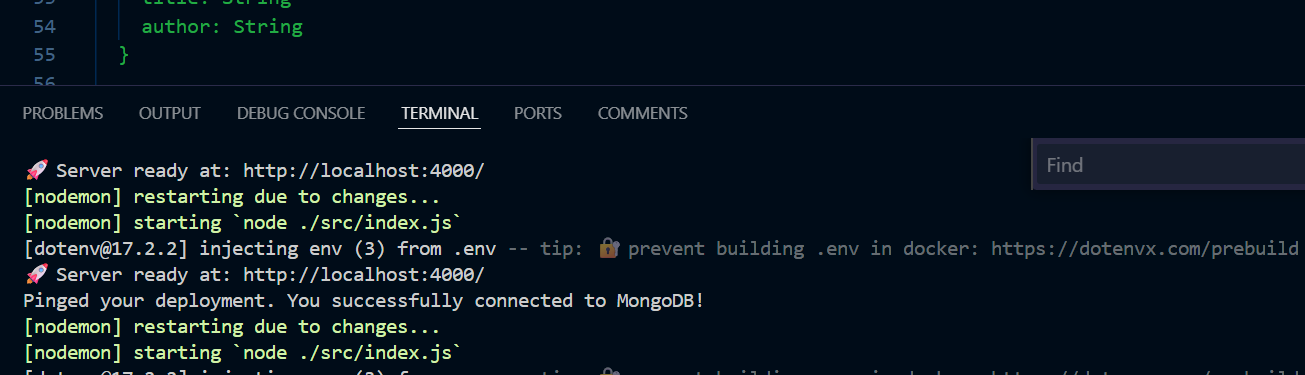 53 title: String
54 author: String
55 }
56
PROBLEMS OUTPUT DEBUG CONSOLE TERMINAL PORTS COMMENTS
Find
🚀 Server ready at: http://localhost:4000/
[nodemon] restarting due to changes...
[nodemon] starting `node ./src/index.js`
[dotenv@17.2.2] injecting env (3) from .env -- tip: 🔐 prevent building .env in docker: https://dotenvx.com/prebuild
🚀 Server ready at: http://localhost:4000/
Pinged your deployment. You successfully connected to MongoDB!
[nodemon] restarting due to changes...
[nodemon] starting `node ./src/index.js`